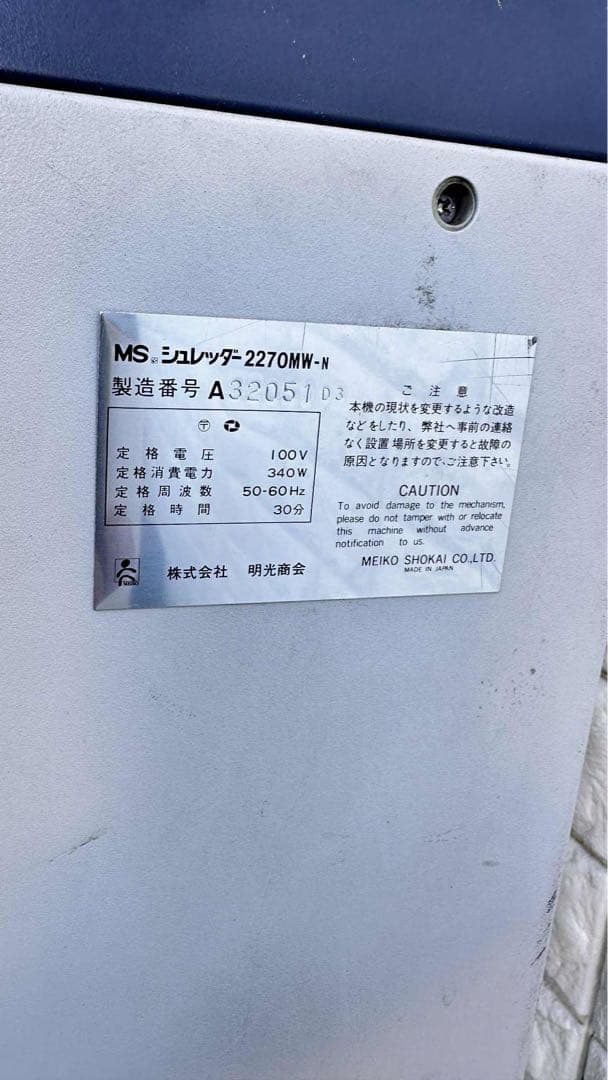 MS シュレッダー 2270MW-N
製造番号 A32051D3
〒
定格電圧 100V
定格消費電力 340W
定格周波数 50-60Hz
定格時間 30分
株式会社 明光商会
ご注意
本機の現状を変更するような改造
などをしたり、弊社へ事前の連絡
なく設置場所を変更すると故障の
原因となりますので、ご注意下さい。
CAUTION
To avoid damage to the mechanism,
please do not tamper with or relocate
this machine without advance
notification to us.
MEIKO SHOKAI CO.,LTD.
MADE IN JAPAN